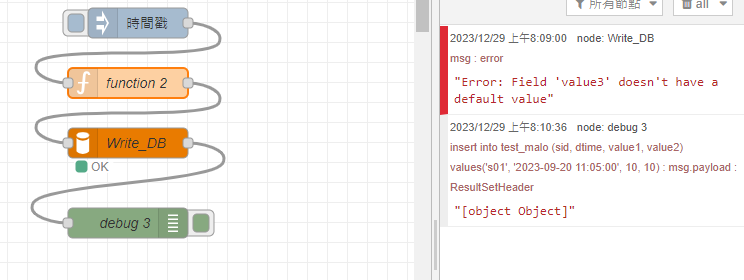 時間戳
function 2
Write_DB
OK
debug 3
所有節點
all
2023/12/29 上午8:09:00 node: Write_DB
msg : error
"Error: Field 'value3' doesn't have a
default value"
2023/12/29 上午8:10:36 node: debug 3
insert into test_malo (sid, dtime, value1, value2)
values('s01', '2023-09-20 11:05:00', 10, 10) : msg.payload :
ResultSetHeader
"[object Object]"